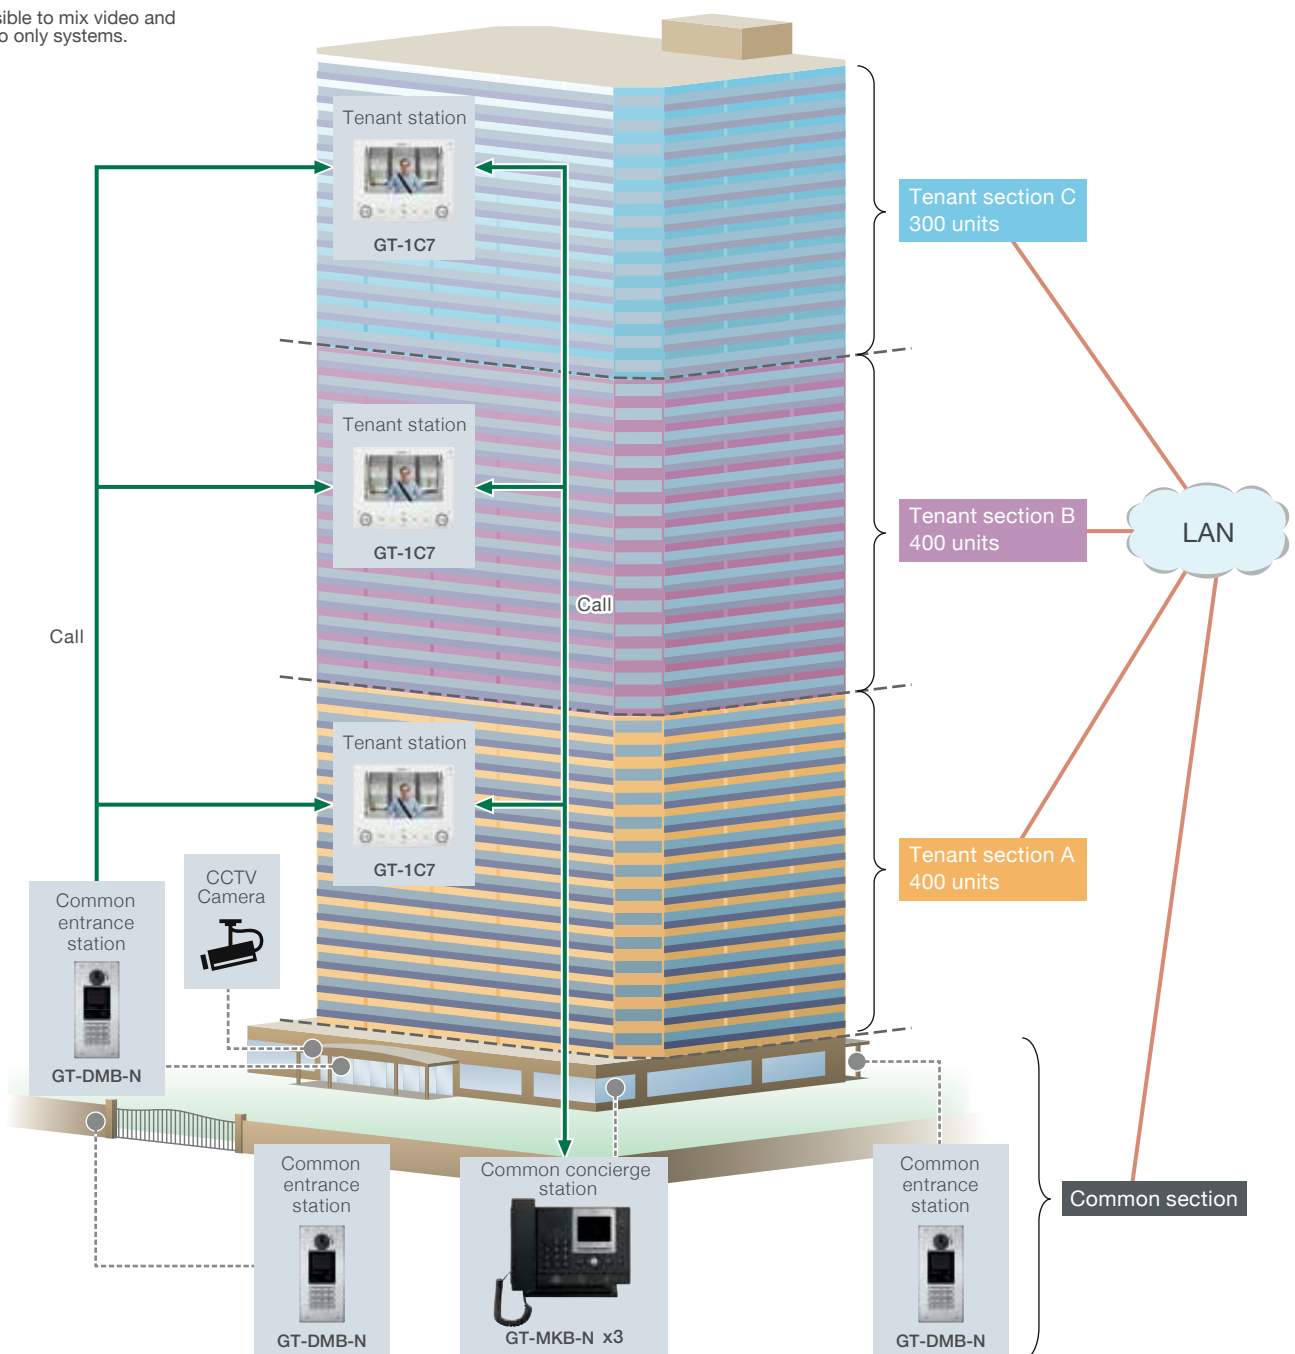 to mix video and
only systems.
Tenant station
GT-1C7
Tenant section C
300 units
Tenant station
GT-1C7
Tenant section B
400 units
LAN
Call
Call
Tenant station
GT-1C7
Tenant section A
400 units
CCTV
Camera
Common
entrance
station
GT-DMB-N
Common
entrance
station
GT-DMB-N
Common concierge
station
GT-MKB-N x3
Common
entrance
station
GT-DMB-N
Common section